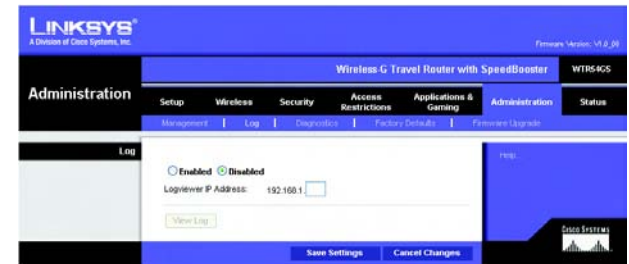 LINKSYS®
A Division of Cisco Systems, Inc.
Firmware Version: V1.0_00
Wireless-G Travel Router with SpeedBooster
WTR54GS
Administration
Setup
Wireless
Security
Access Restrictions
Applications & Gaming
Administration
Status
Management
Log
Diagnostics
Factory Defaults
Firmware Upgrade
Log
Enabled
Disabled
Logviewer IP Address: 192.168.1.
View Log
Help...
Save Settings
Cancel Changes
CISCO SYSTEMS